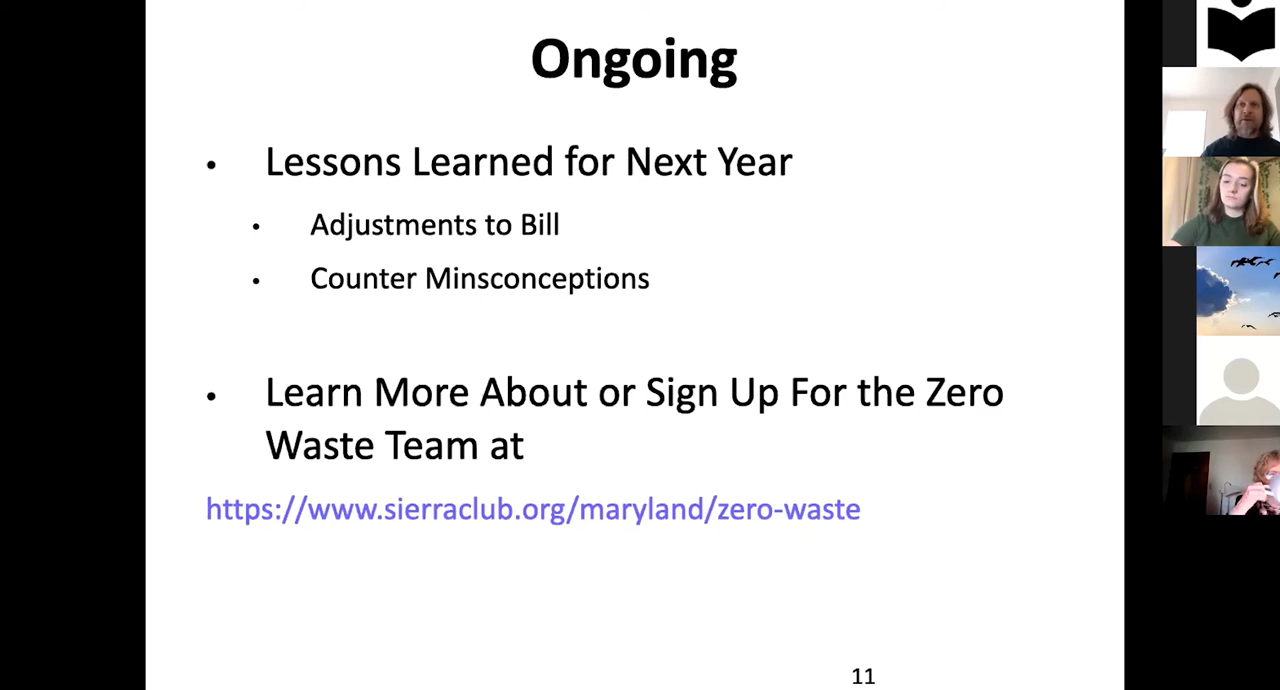 Ongoing
• Lessons Learned for Next Year
• Adjustments to Bill
• Counter Minsconceptions
• Learn More About or Sign Up For the Zero
Waste Team at
https://www.sierraclub.org/maryland/zero-waste
11